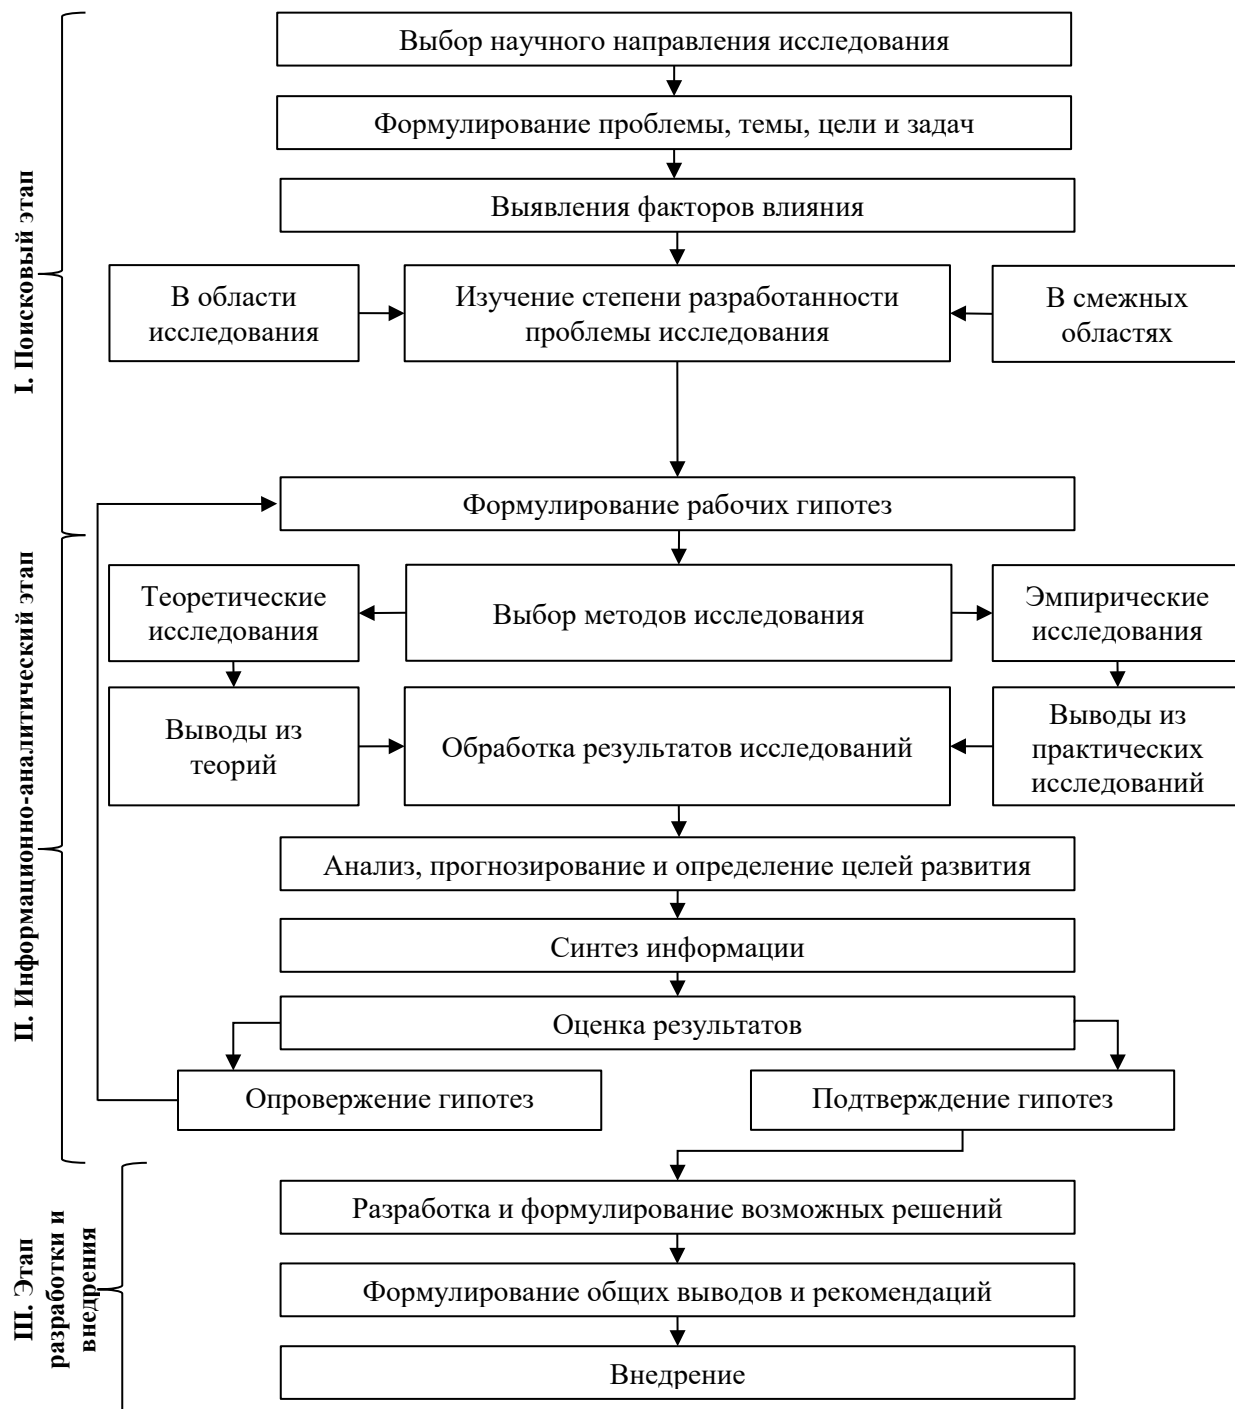 I. Поисковый этап
Выбор научного направления исследования
Формулирование проблемы, темы, цели и задач
Выявления факторов влияния
В области
исследования
Изучение степени разработанности
проблемы исследования
В смежных
областях
Формулирование рабочих гипотез
II. Информационно-аналитический этап
Теоретические
исследования
Выбор методов исследования
Эмпирические
исследования
Выводы из
теорий
Обработка результатов исследований
Выводы из
практических
исследований
Анализ, прогнозирование и определение целей развития
Синтез информации
Оценка результатов
Опровержение гипотез
Подтверждение гипотез
III. Этап
разработки и
внедрения
Разработка и формулирование возможных решений
Формулирование общих выводов и рекомендаций
Внедрение